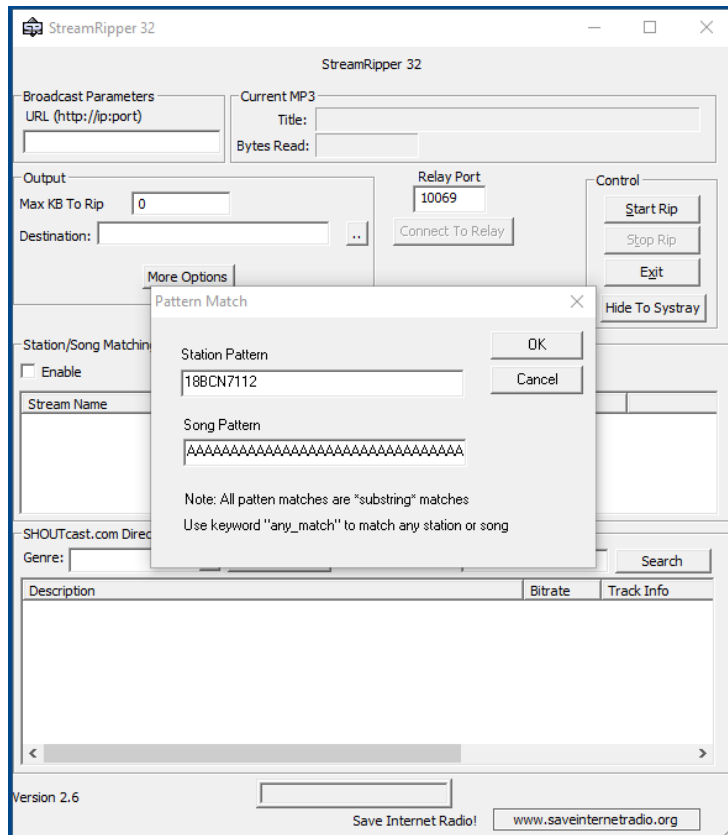 StreamRipper 32
StreamRipper 32
Broadcast Parameters
URL (http://ip:port)
Current MP3
Title:
Bytes Read:
Output
Max KB To Rip 0
Destination: ..
More Options
Relay Port
10069
Connect To Relay
Control
Start Rip
Stop Rip
Exit
Hide To Systray
Pattern Match
Station Pattern
18BCN7112
Song Pattern
AAAAAAAAAAAAAAAAAAAAAAAAAAAAAAAA
OK
Cancel
Note: All patten matches are *substring* matches
Use keyword "any_match" to match any station or song
Station/Song Matching
Enable
Stream Name
SHOUTcast.com Direc
Genre:
Search
Description Bitrate Track Info
Version 2.6
Save Internet Radio! www.saveinternetradio.org